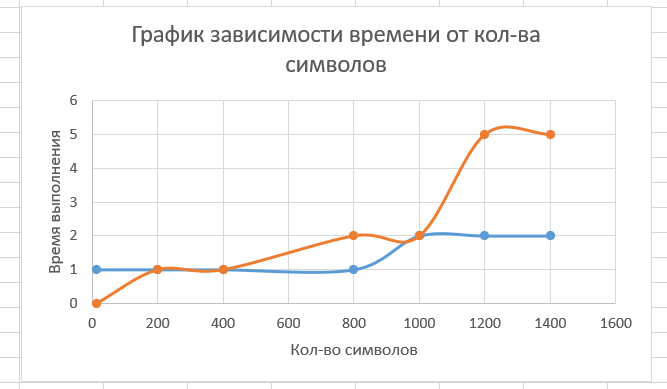 График зависимости времени от кол-ва
символов
Время выполнения
6
5
4
3
2
1
0
0 200 400 600 800 1000 1200 1400 1600
Кол-во символов